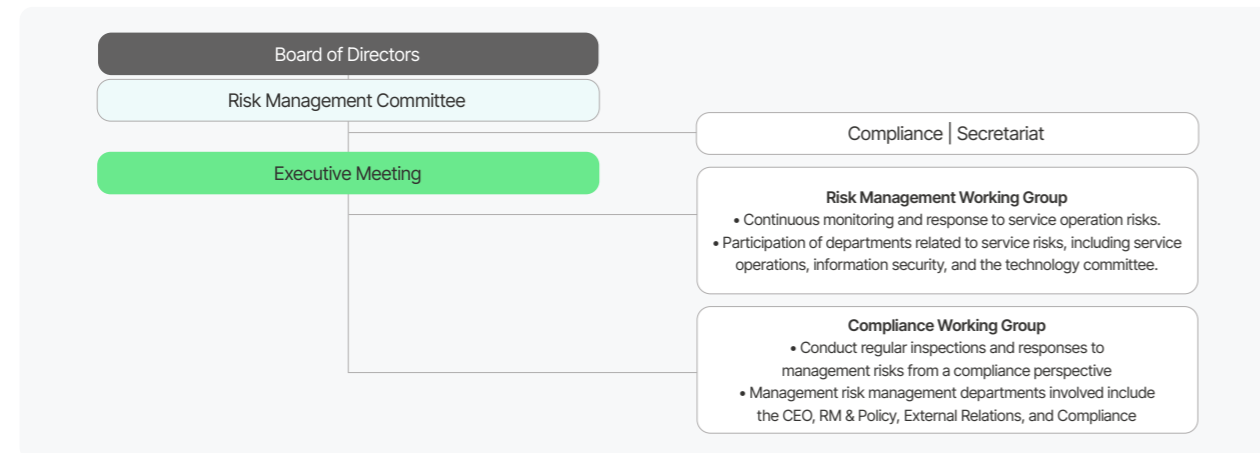 Board of Directors
Risk Management Committee
Compliance | Secretariat
Executive Meeting
Risk Management Working Group
• Continuous monitoring and response to service operation risks.
• Participation of departments related to service risks, including service
operations, information security, and the technology committee.
Compliance Working Group
• Conduct regular inspections and responses to
management risks from a compliance perspective
• Management risk management departments involved include
the CEO, RM & Policy, External Relations, and Compliance